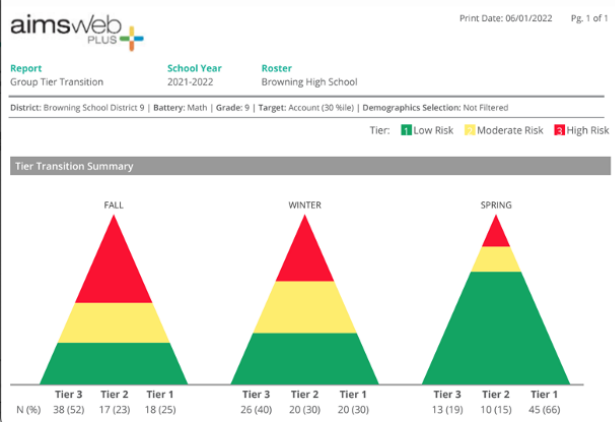 aimsweb
PLUS
Print Date: 06/01/2022 Pg. 1 of 1
Report School Year Roster
Group Tier Transition 2021-2022 Browning High School
District: Browning School District 9 | Battery: Math | Grade: 9 | Target: Account (30 %ile) | Demographics Selection: Not Filtered
Tier: 1 Low Risk 2 Moderate Risk 3 High Risk
Tier Transition Summary
FALL WINTER SPRING
Tier 3 Tier 2 Tier 1 Tier 3 Tier 2 Tier 1 Tier 3 Tier 2 Tier 1
N (%) 38 (52) 17 (23) 18 (25) 26 (40) 20 (30) 20 (30) 13 (19) 10 (15) 45 (66)